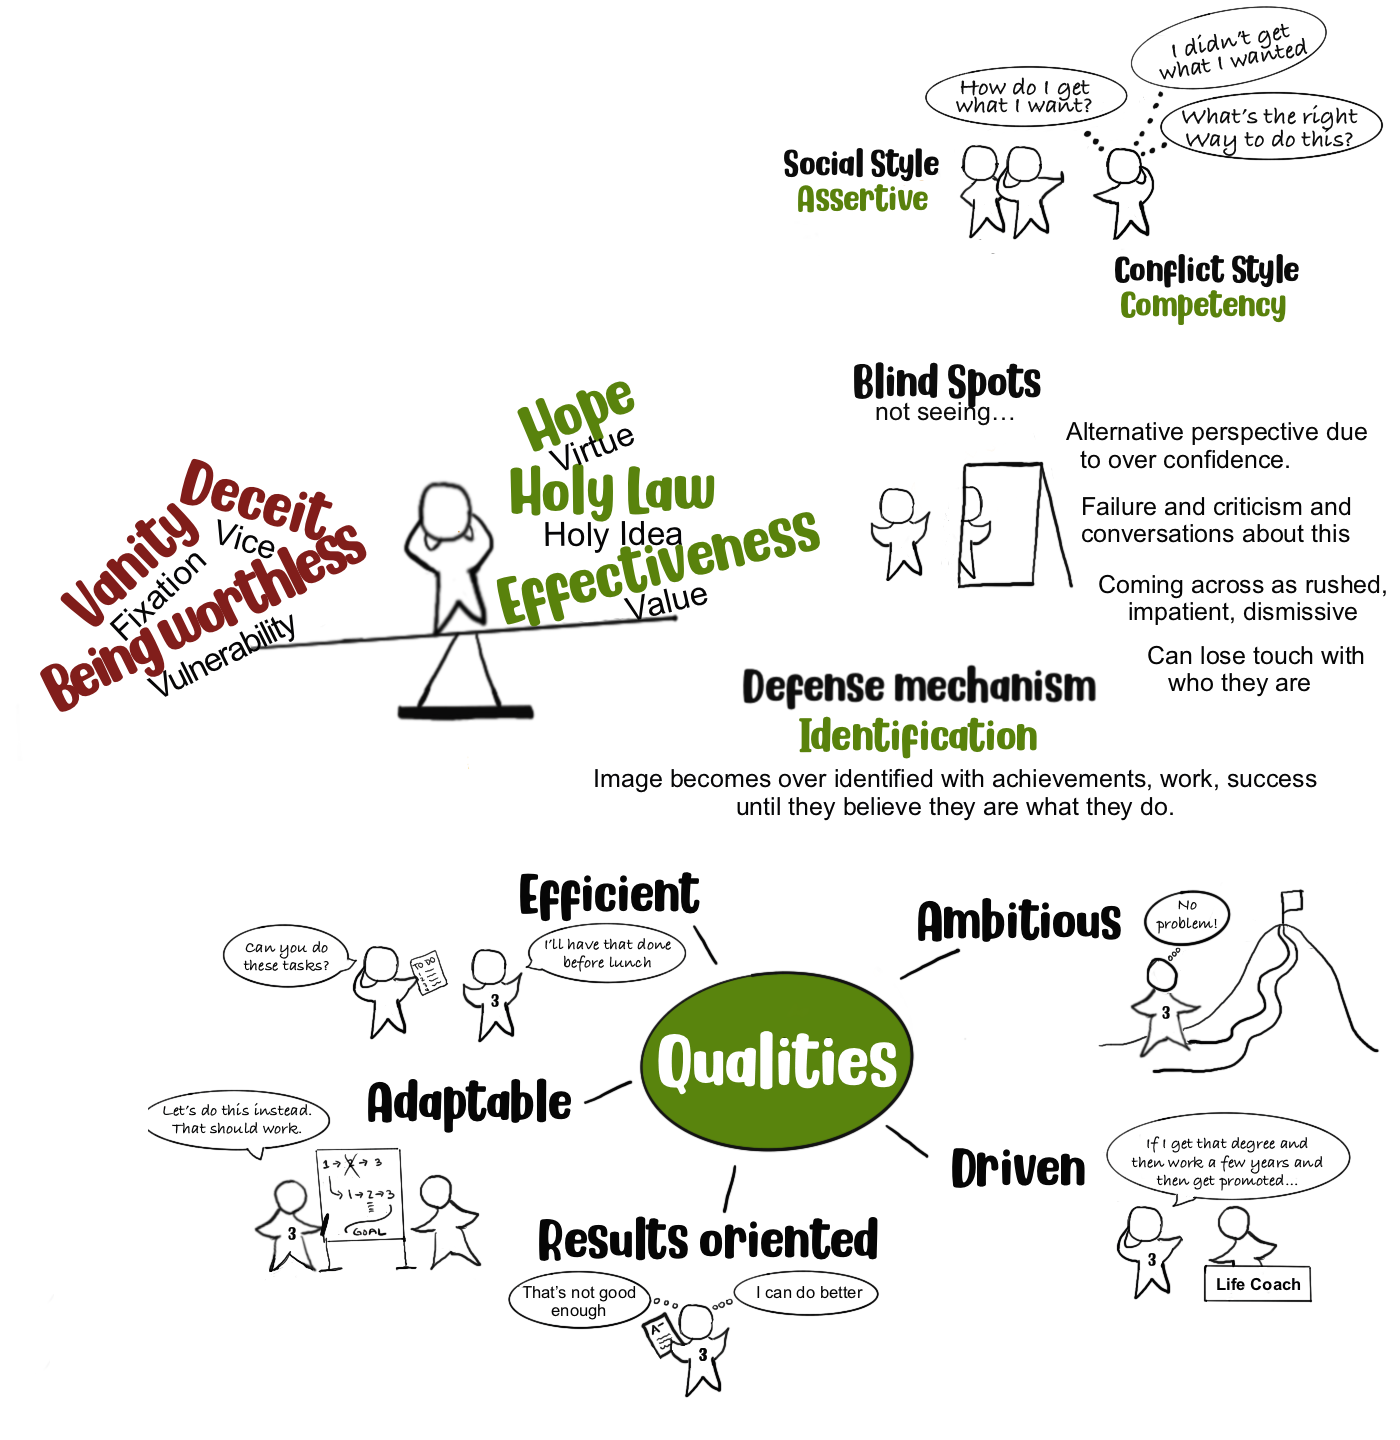 I didn't get
what I wanted
How do I get
what I want?
What's the right
Way to do this?
Social Style
Assertive
Conflict Style
Competency
Blind Spots
not seeing...
Alternative perspective due
to over confidence.
Failure and criticism and
conversations about this
Coming across as rushed,
impatient, dismissive
Can lose touch with
who they are
Hope
Virtue
Holy Law
Holy Idea
Effectiveness
Value
Deceit
Vice
Vanity
Fixation
Being worthless
Vulnerability
Defense mechanism
Identification
Image becomes over identified with achievements, work, success
until they believe they are what they do.
Qualities
Efficient
Can you do
these tasks?
TO DO
I'll have that done
before lunch
3
Ambitious
No
problem!
3
Adaptable
Let's do this instead.
That should work.
1→2→3
1→2→3
GOAL
3
Driven
If I get that degree and
then work a few years and
then get promoted...
3
Life Coach
Results oriented
That's not good
enough
I can do better
A-
3